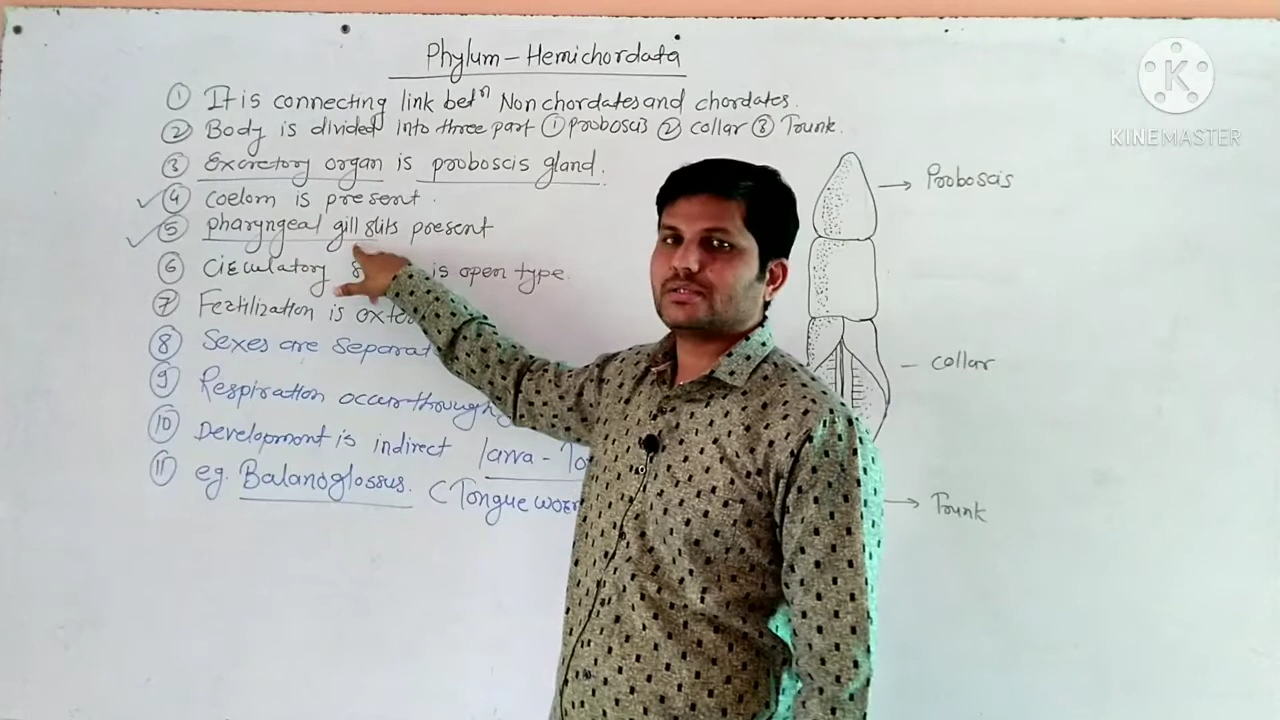 Phylum - Hemichordata
① It is connecting link betⁿ Non chordates and chordates.
② Body is divided into three part ① proboscis ② collar ③ Trunk.
③ Excretory organ is proboscis gland.
④ coelom is present.
⑤ pharyngeal gill slits present
⑥ Circulatory is open type.
⑦ Fertilization is
⑧ Sexes are
⑨ Respiration occur through
⑩ Development is indirect larva -
⑪ eg. Balanoglossus. (Tongue
Proboscis
collar
Trunk
K
KINEMASTER